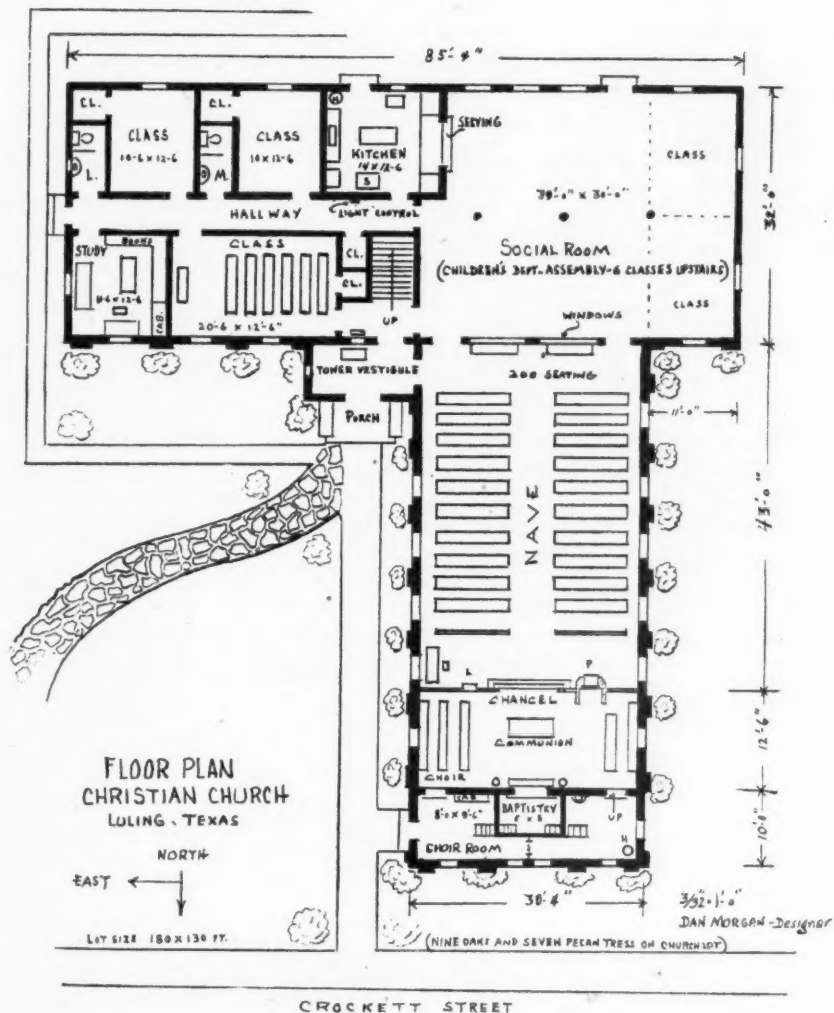 85'-4"
CL.
CL.
CLASS
10-6 x 12-6
CLASS
10 x 12-6
KITCHEN
14 x 12-6
S
SERVING
CLASS
L.
M.
HALLWAY
LIGHT CONTROL
32'-0"
STUDY
BOOKS
CAB.
CLASS
20-6 x 12-6"
CL.
CL.
UP
SOCIAL ROOM
(CHILDREN'S DEPT. ASSEMBLY-6 CLASSES UPSTAIRS)
CLASS
WINDOWS
TOWER VESTIBULE
200 SEATING
PORCH
11'-0"
NAVE
43'-0"
L
P
CHANCEL
COMMUNION
CHOIR
12'-6"
CAB.
8'-0 x 9'-6"
BAPTISTRY
UP
CHOIR ROOM
H
10'-0"
30'-4"
FLOOR PLAN
CHRISTIAN CHURCH
LULING, TEXAS
NORTH
EAST
LOT SIZE 180 x 130 FT.
3/32"=1'-0"
DAN MORGAN-Designer
(NINE OAKS AND SEVEN PECAN TRESS ON CHURCH LOT)
CROCKETT STREET